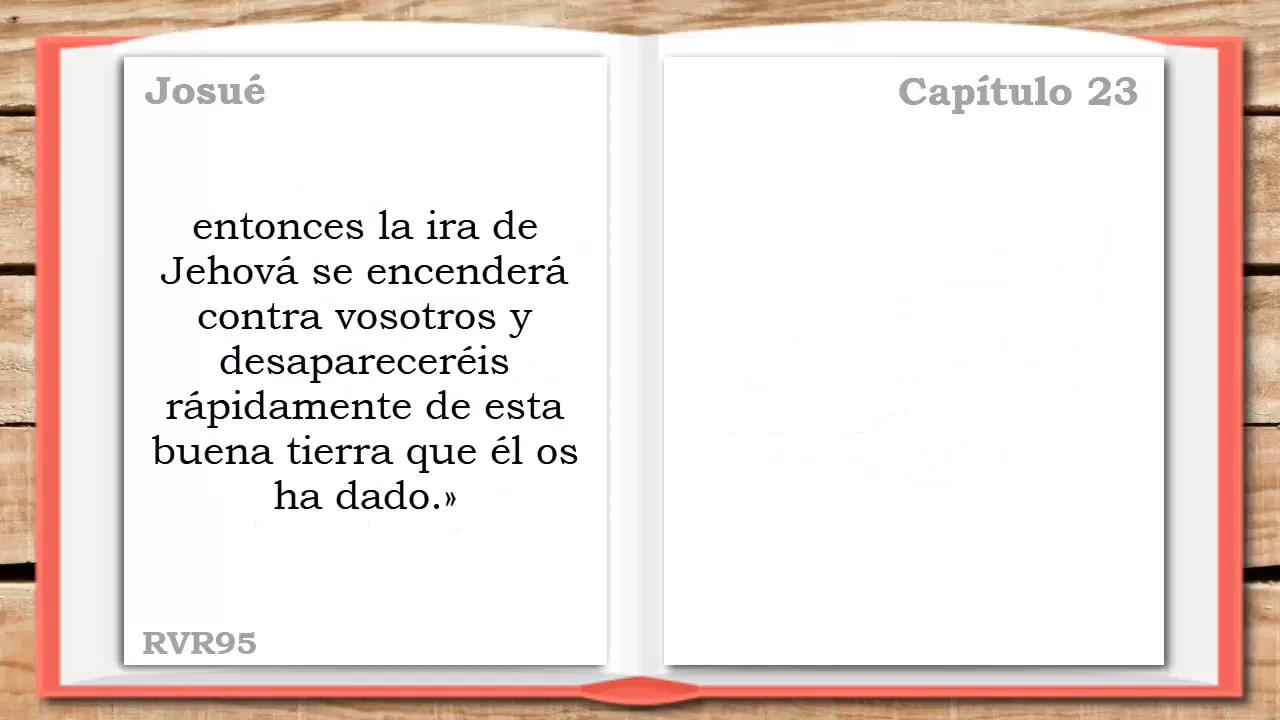 Josué
Capítulo 23
entonces la ira de
Jehová se encenderá
contra vosotros y
desapareceréis
rápidamente de esta
buena tierra que él os
ha dado.»
RVR95